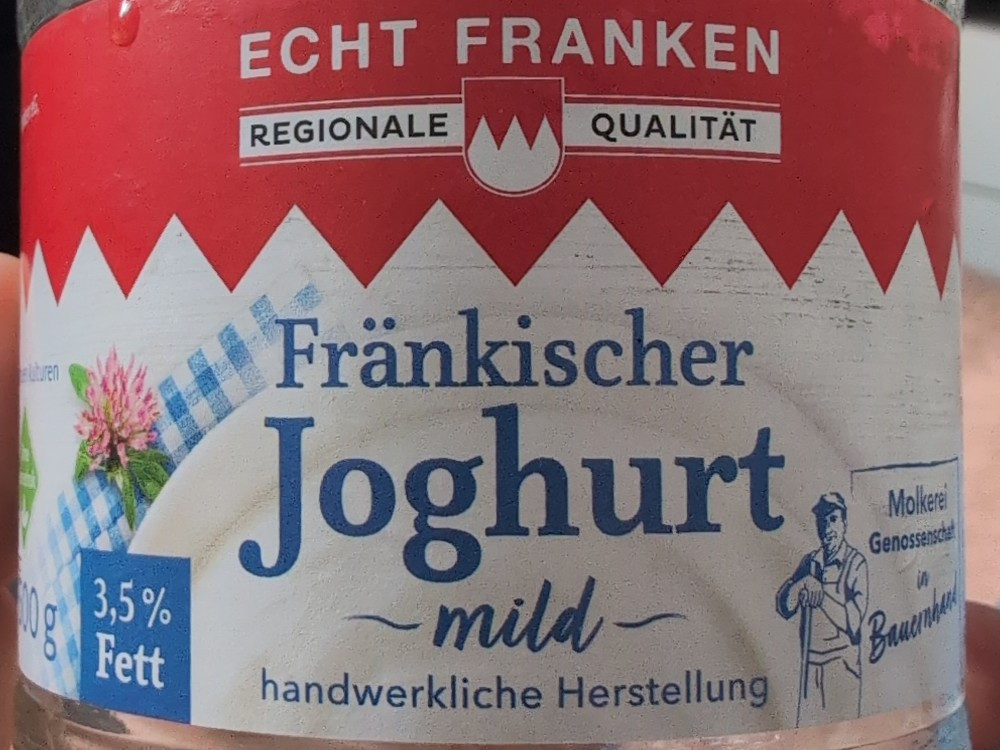 ECHT FRANKEN
REGIONALE QUALITÄT
Fränkischer
Joghurt
mild
handwerkliche Herstellung
3,5 %
Fett
Molkerei
Genossenschaft
in
Bauernhand